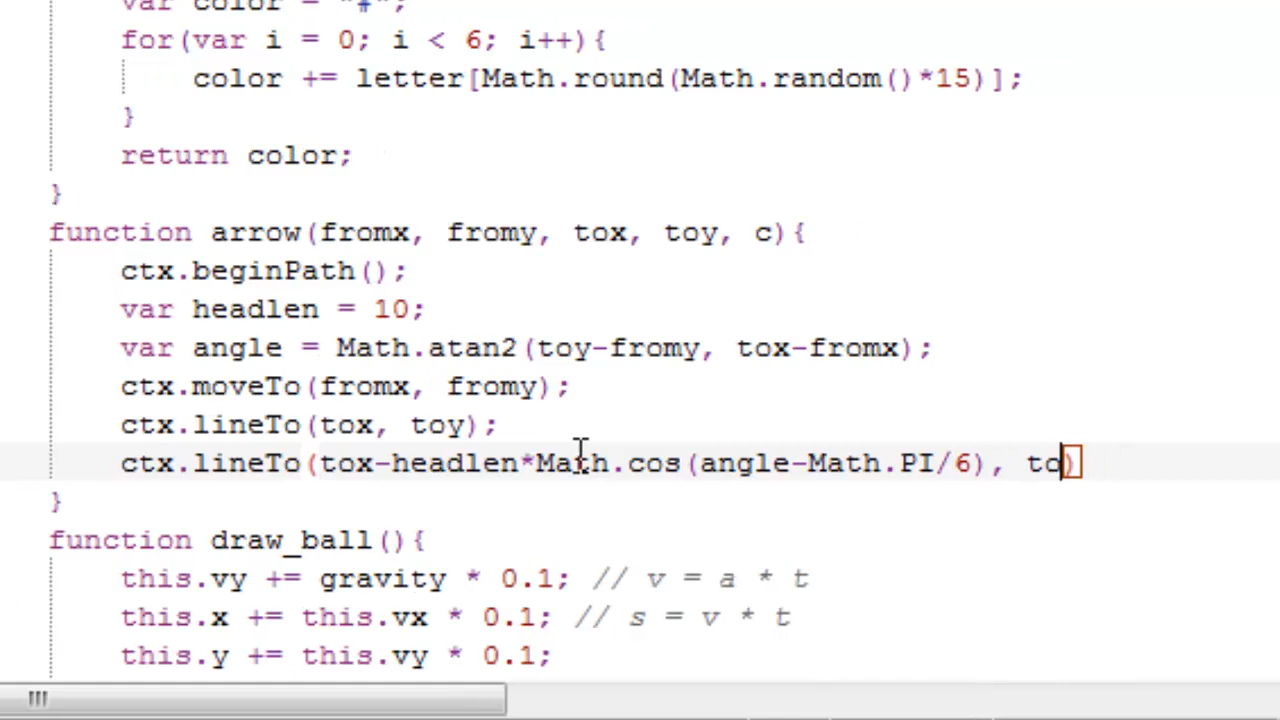 var color = "#";
for(var i = 0; i < 6; i++){
color += letter[Math.round(Math.random()*15)];
}
return color;
}
function arrow(fromx, fromy, tox, toy, c){
ctx.beginPath();
var headlen = 10;
var angle = Math.atan2(toy-fromy, tox-fromx);
ctx.moveTo(fromx, fromy);
ctx.lineTo(tox, toy);
ctx.lineTo(tox-headlen*Math.cos(angle-Math.PI/6), to)
}
function draw_ball(){
this.vy += gravity * 0.1; // v = a * t
this.x += this.vx * 0.1; // s = v * t
this.y += this.vy * 0.1;